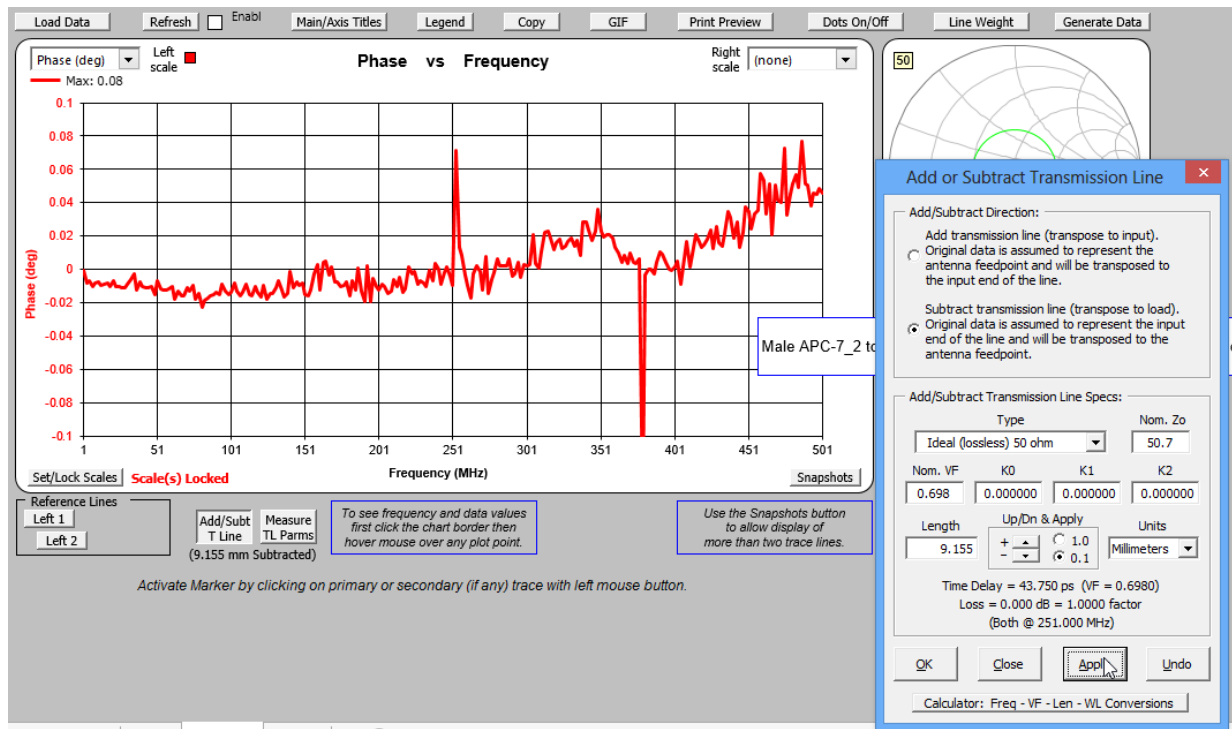 Load Data
Refresh
Enabl
Main/Axis Titles
Legend
Copy
GIF
Print Preview
Dots On/Off
Line Weight
Generate Data
Phase (deg)
Left
scale
Phase vs Frequency
Right
scale
(none)
Max: 0.08
0.1
0.08
0.06
0.04
0.02
0
-0.02
-0.04
-0.06
-0.08
-0.1
Phase (deg)
1 51 101 151 201 251 301 351 401 451 501
Frequency (MHz)
Set/Lock Scales
Scale(s) Locked
Snapshots
50
Male APC-7_2 to
Reference Lines
Left 1
Left 2
Add/Subt
T Line
Measure
TL Parms
(9.155 mm Subtracted)
To see frequency and data values
first click the chart border then
hover mouse over any plot point.
Use the Snapshots button
to allow display of
more than two trace lines.
Activate Marker by clicking on primary or secondary (if any) trace with left mouse button.
Add or Subtract Transmission Line
Add/Subtract Direction:
Add transmission line (transpose to input).
Original data is assumed to represent the
antenna feedpoint and will be transposed to
the input end of the line.
Subtract transmission line (transpose to load).
Original data is assumed to represent the input
end of the line and will be transposed to the
antenna feedpoint.
Add/Subtract Transmission Line Specs:
Type
Nom. Zo
Ideal (lossless) 50 ohm
50.7
Nom. VF K0 K1 K2
0.698 0.000000 0.000000 0.000000
Length
Up/Dn & Apply
Units
9.155
+
-
1.0
0.1
Millimeters
Time Delay = 43.750 ps (VF = 0.6980)
Loss = 0.000 dB = 1.0000 factor
(Both @ 251.000 MHz)
OK
Close
Appl
Undo
Calculator: Freq - VF - Len - WL Conversions